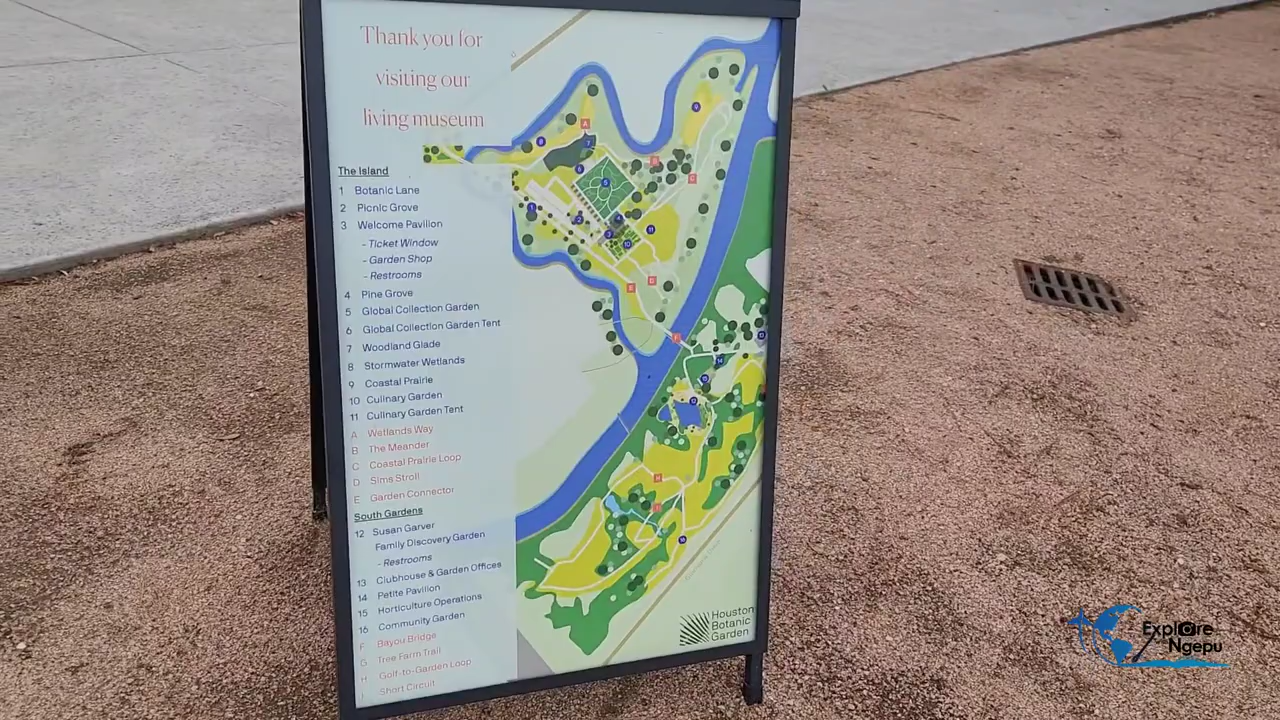 Thank you for
visiting our
living museum
The Island
1 Botanic Lane
2 Picnic Grove
3 Welcome Pavilion
- Ticket Window
- Garden Shop
- Restrooms
4 Pine Grove
5 Global Collection Garden
6 Global Collection Garden Tent
7 Woodland Glade
8 Stormwater Wetlands
9 Coastal Prairie
10 Culinary Garden
11 Culinary Garden Tent
A Wetlands Way
B The Meander
C Coastal Prairie Loop
D Sims Stroll
E Garden Connector
South Gardens
12 Susan Garver
Family Discovery Garden
- Restrooms
13 Clubhouse & Garden Offices
14 Petite Pavilion
15 Horticulture Operations
16 Community Garden
F Bayou Bridge
G Tree Farm Trail
H Golf-to-Garden Loop
I Short Circuit
Houston
Botanic
Garden
Explore
Ngepu